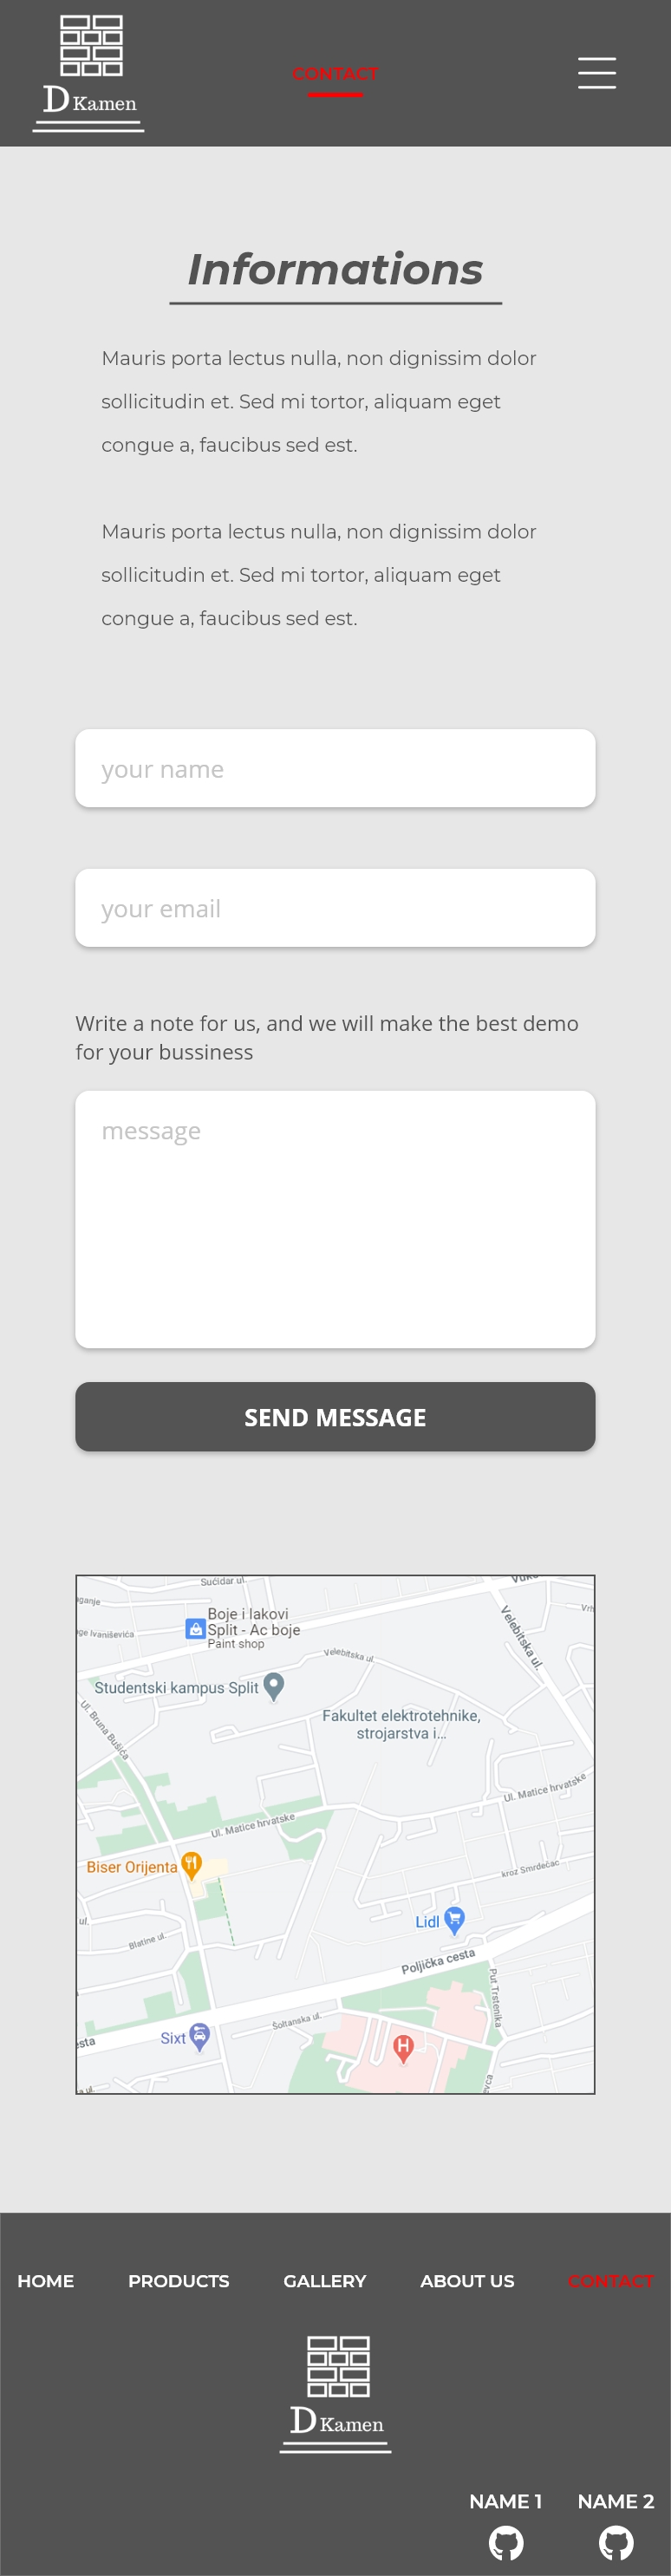 D Kamen
CONTACT
Informations
Mauris porta lectus nulla, non dignissim dolor
sollicitudin et. Sed mi tortor, aliquam eget
congue a, faucibus sed est.
Mauris porta lectus nulla, non dignissim dolor
sollicitudin et. Sed mi tortor, aliquam eget
congue a, faucibus sed est.
your name
your email
Write a note for us, and we will make the best demo
for your bussiness
message
SEND MESSAGE
Sućidar ul.
Boje i lakovi
Split - Ac boje
Paint shop
Velebitska ul.
Velebitska ul.
Studentski kampus Split
Fakultet elektrotehnike,
strojarstva i...
Ul. Bruna Bušića
Ul. Matice hrvatske
Ul. Matice hrvatske
Biser Orijenta
kroz Smrdečac
Lidl
ul.
Blatine ul.
Poljička cesta
Put Trstenika
Šoltanska ul.
Sixt
H
HOME PRODUCTS GALLERY ABOUT US CONTACT
D Kamen
NAME 1 NAME 2